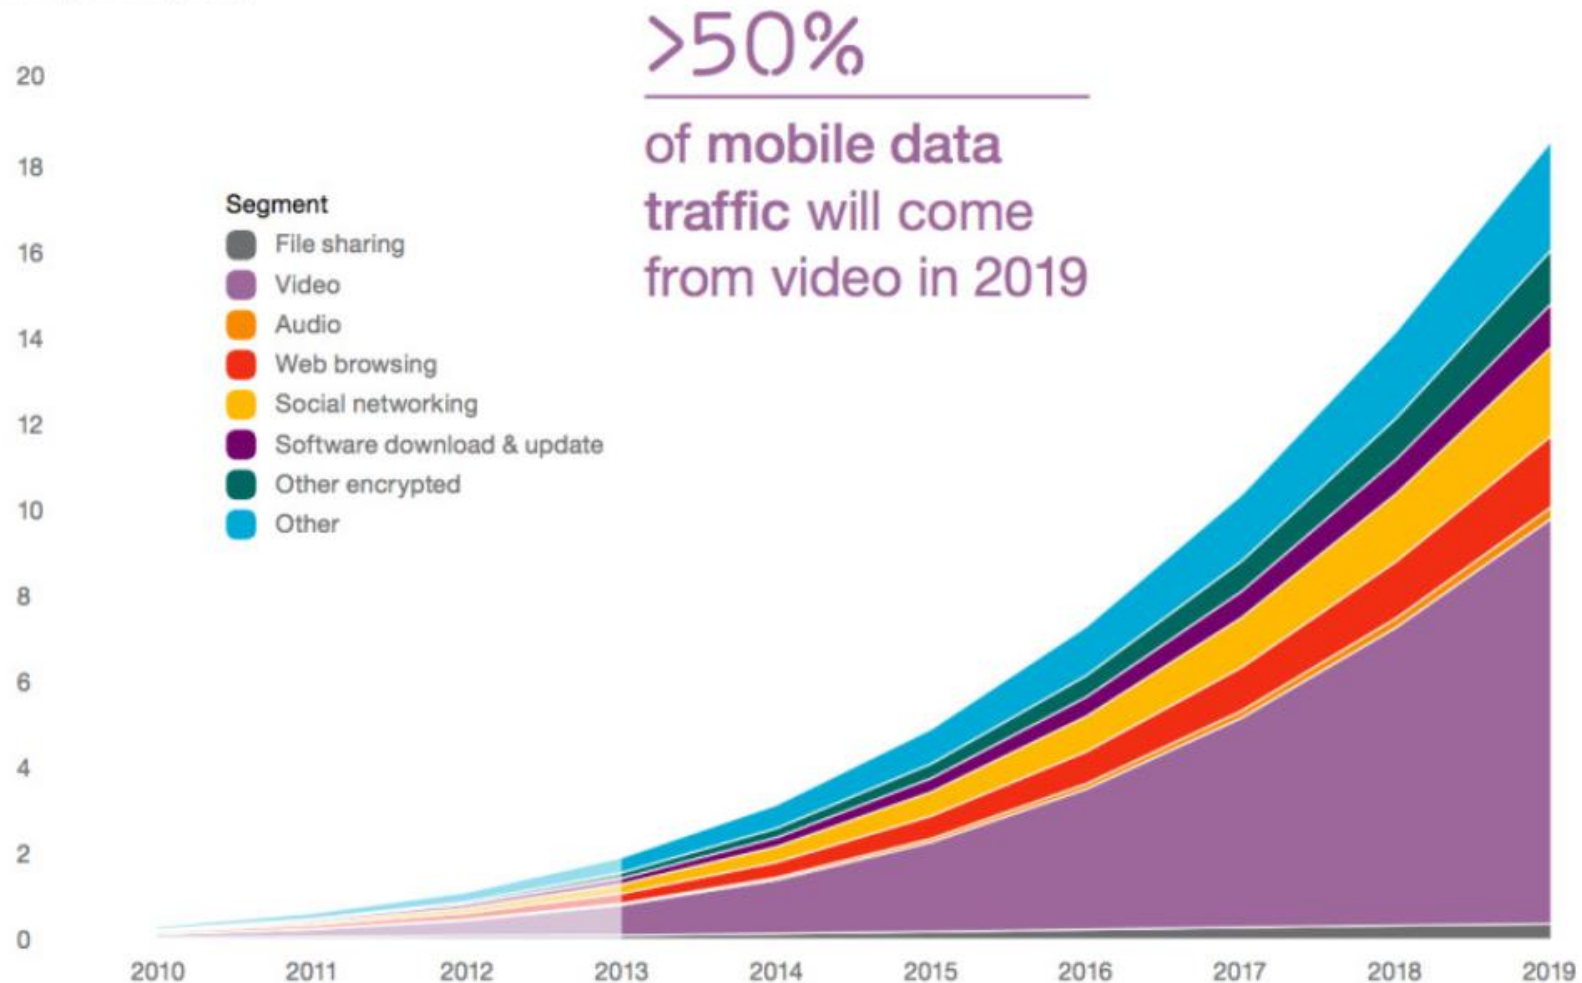 >50%
of mobile data
traffic will come
from video in 2019
20
18
16
14
12
10
8
6
4
2
0
Segment
File sharing
Video
Audio
Web browsing
Social networking
Software download & update
Other encrypted
Other
2010 2011 2012 2013 2014 2015 2016 2017 2018 2019